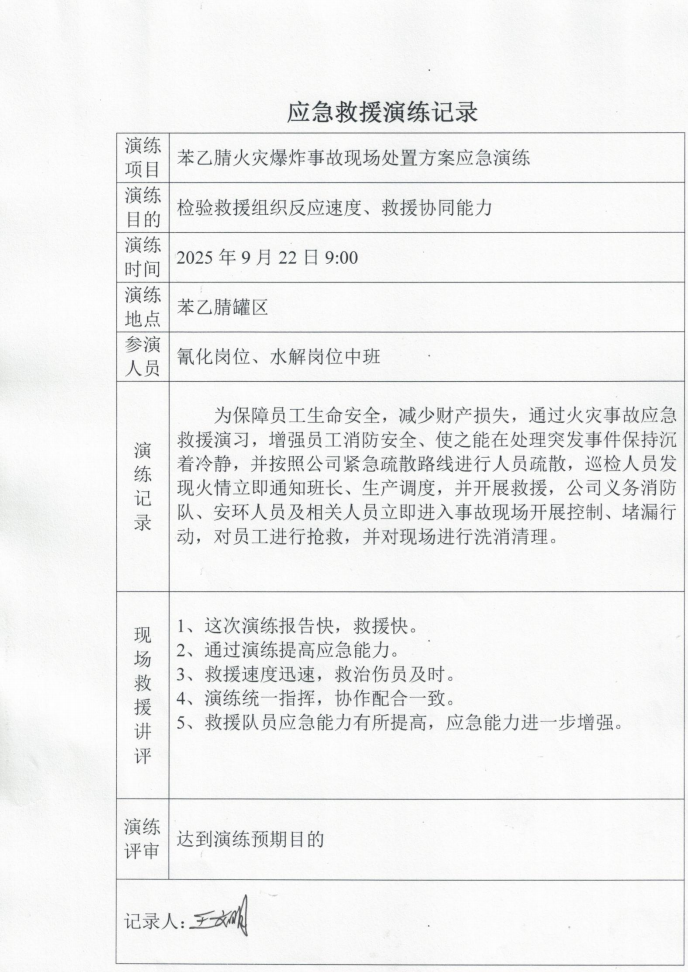 应急救援演练记录
演练
项目
苯乙腈火灾爆炸事故现场处置方案应急演练
演练
目的
检验救援组织反应速度、救援协同能力
演练
时间
2025 年 9 月 22 日 9:00
演练
地点
苯乙腈罐区
参演
人员
氰化岗位、水解岗位中班
演
练
记
录
为保障员工生命安全，减少财产损失，通过火灾事故应急
救援演习，增强员工消防安全、使之能在处理突发事件保持沉
着冷静，并按照公司紧急疏散路线进行人员疏散，巡检人员发
现火情立即通知班长、生产调度，并开展救援，公司义务消防
队、安环人员及相关人员立即进入事故现场开展控制、堵漏行
动，对员工进行抢救，并对现场进行洗消清理。
现
场
救
援
讲
评
1、这次演练报告快，救援快。
2、通过演练提高应急能力。
3、救援速度迅速，救治伤员及时。
4、演练统一指挥，协作配合一致。
5、救援队员应急能力有所提高，应急能力进一步增强。
演练
评审
达到演练预期目的
记录人：王